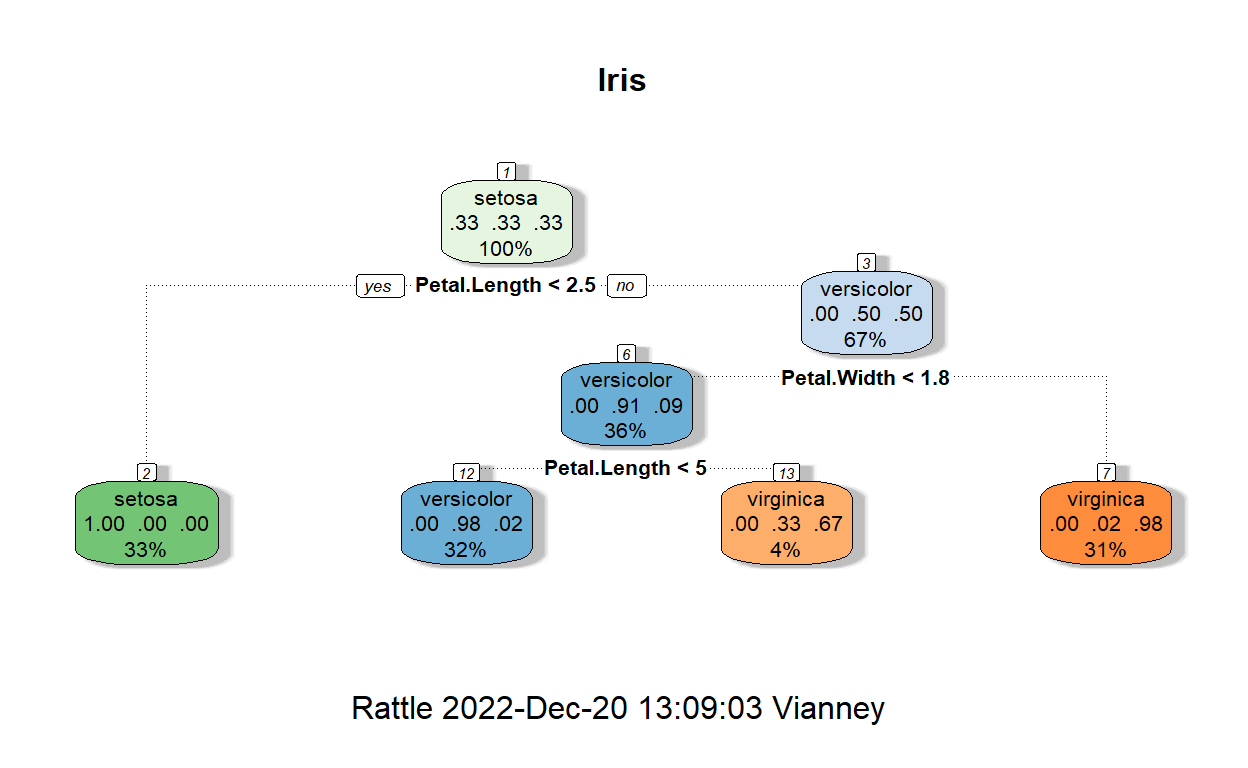 Iris
1
setosa
.33 .33 .33
100%
yes Petal.Length < 2.5 no
3
versicolor
.00 .50 .50
67%
6
versicolor
.00 .91 .09
36%
Petal.Width < 1.8
Petal.Length < 5
2
setosa
1.00 .00 .00
33%
12
versicolor
.00 .98 .02
32%
13
virginica
.00 .33 .67
4%
7
virginica
.00 .02 .98
31%
Rattle 2022-Dec-20 13:09:03 Vianney